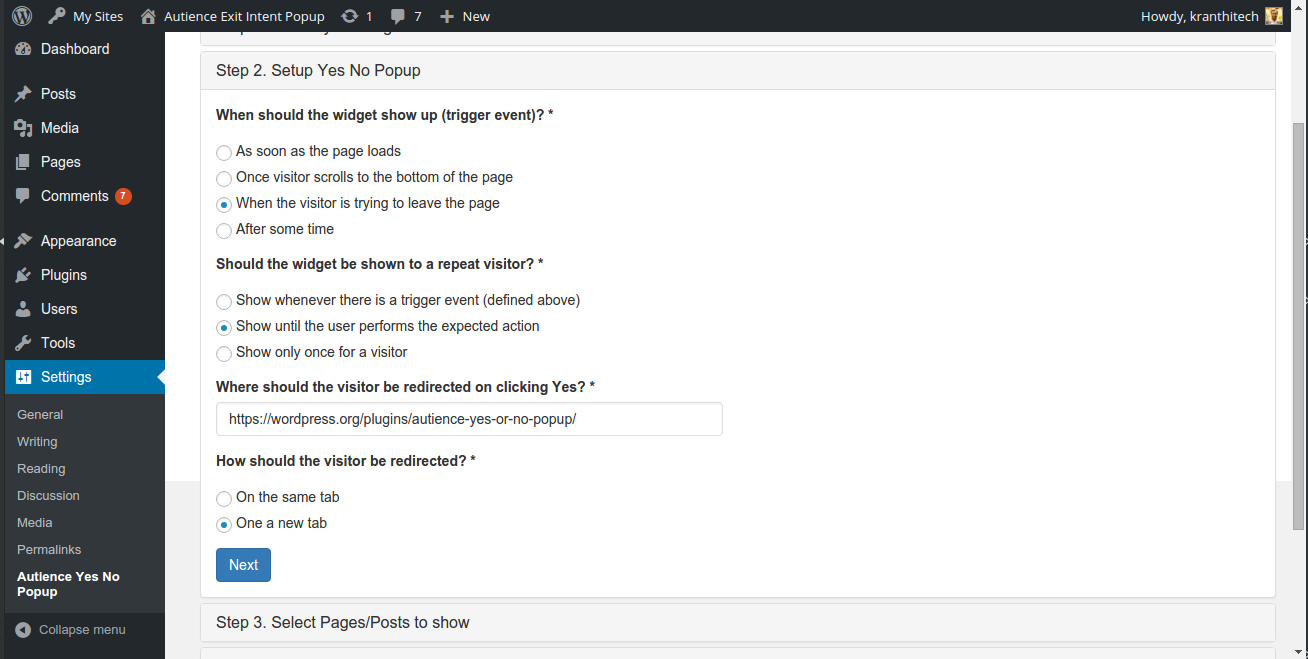 My Sites Autience Exit Intent Popup 1 7 New Howdy, kranthitech
Dashboard
Posts
Media
Pages
Comments 7
Appearance
Plugins
Users
Tools
Settings
General
Writing
Reading
Discussion
Media
Permalinks
Autience Yes No
Popup
Collapse menu
Step 2. Setup Yes No Popup
When should the widget show up (trigger event)? *
As soon as the page loads
Once visitor scrolls to the bottom of the page
When the visitor is trying to leave the page
After some time
Should the widget be shown to a repeat visitor? *
Show whenever there is a trigger event (defined above)
Show until the user performs the expected action
Show only once for a visitor
Where should the visitor be redirected on clicking Yes? *
https://wordpress.org/plugins/autience-yes-or-no-popup/
How should the visitor be redirected? *
On the same tab
One a new tab
Next
Step 3. Select Pages/Posts to show